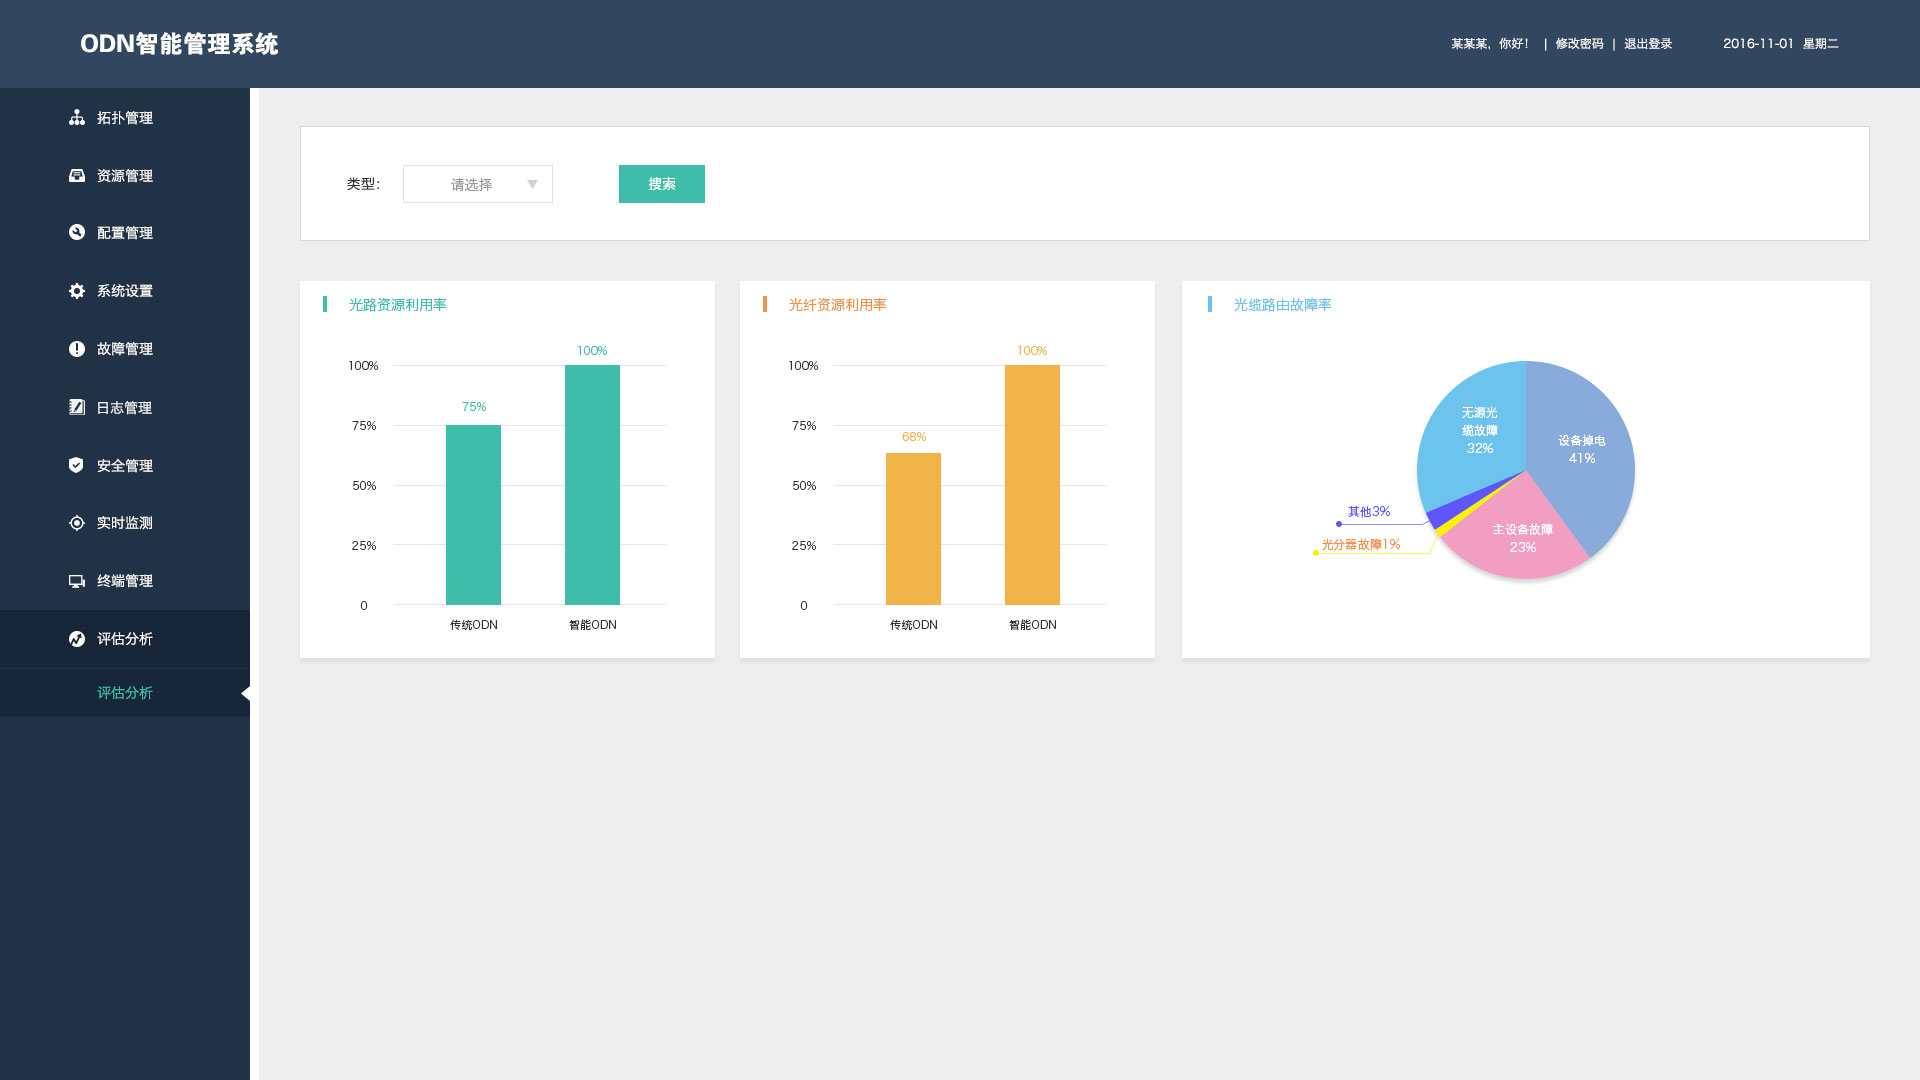 ODN智能管理系统
某某某，你好！ | 修改密码 | 退出登录 2016-11-01 星期二
拓扑管理
资源管理
配置管理
系统设置
故障管理
日志管理
安全管理
实时监测
终端管理
评估分析
评估分析
类型： 请选择 搜索
光路资源利用率
100%
75%
50%
25%
0
75%
100%
传统ODN 智能ODN
光纤资源利用率
100%
75%
50%
25%
0
68%
100%
传统ODN 智能ODN
光缆路由故障率
无源光
缆故障
32%
设备掉电
41%
主设备故障
23%
其他3%
光分器故障1%